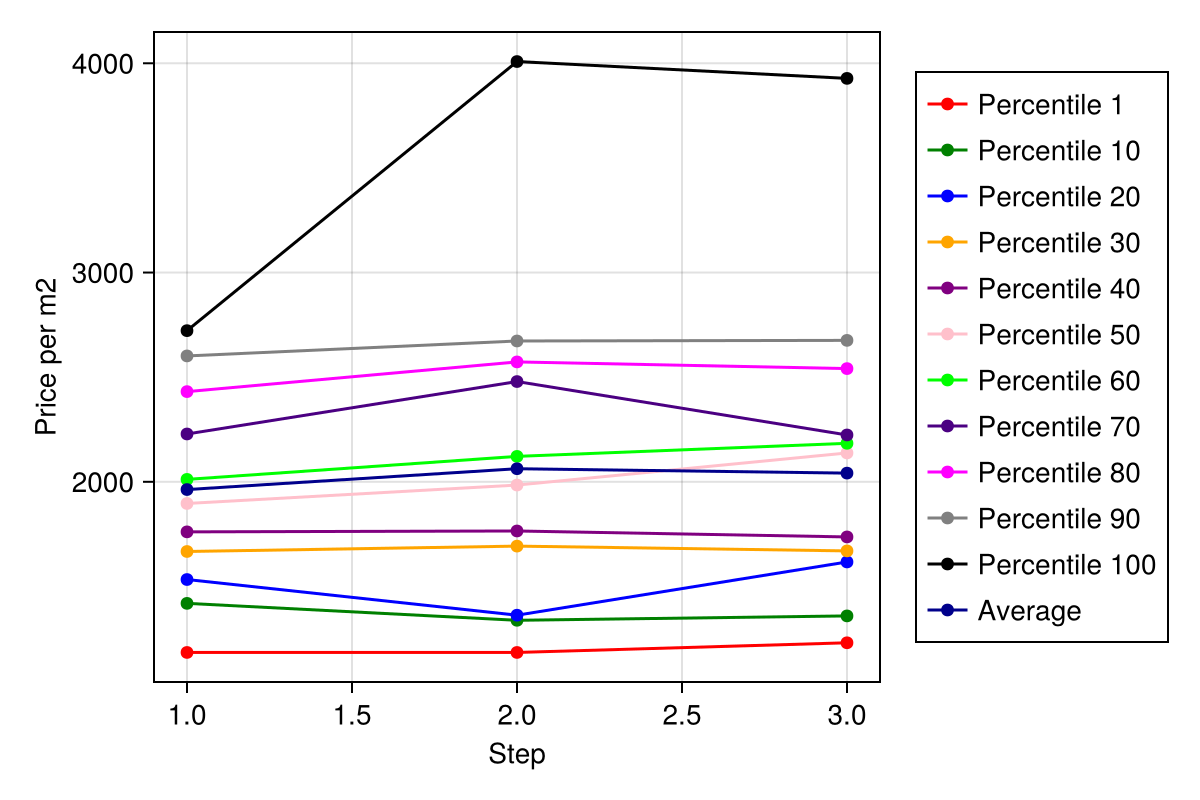 4000
3000
2000
Price per m2
1.0 1.5 2.0 2.5 3.0
Step
Percentile 1
Percentile 10
Percentile 20
Percentile 30
Percentile 40
Percentile 50
Percentile 60
Percentile 70
Percentile 80
Percentile 90
Percentile 100
Average